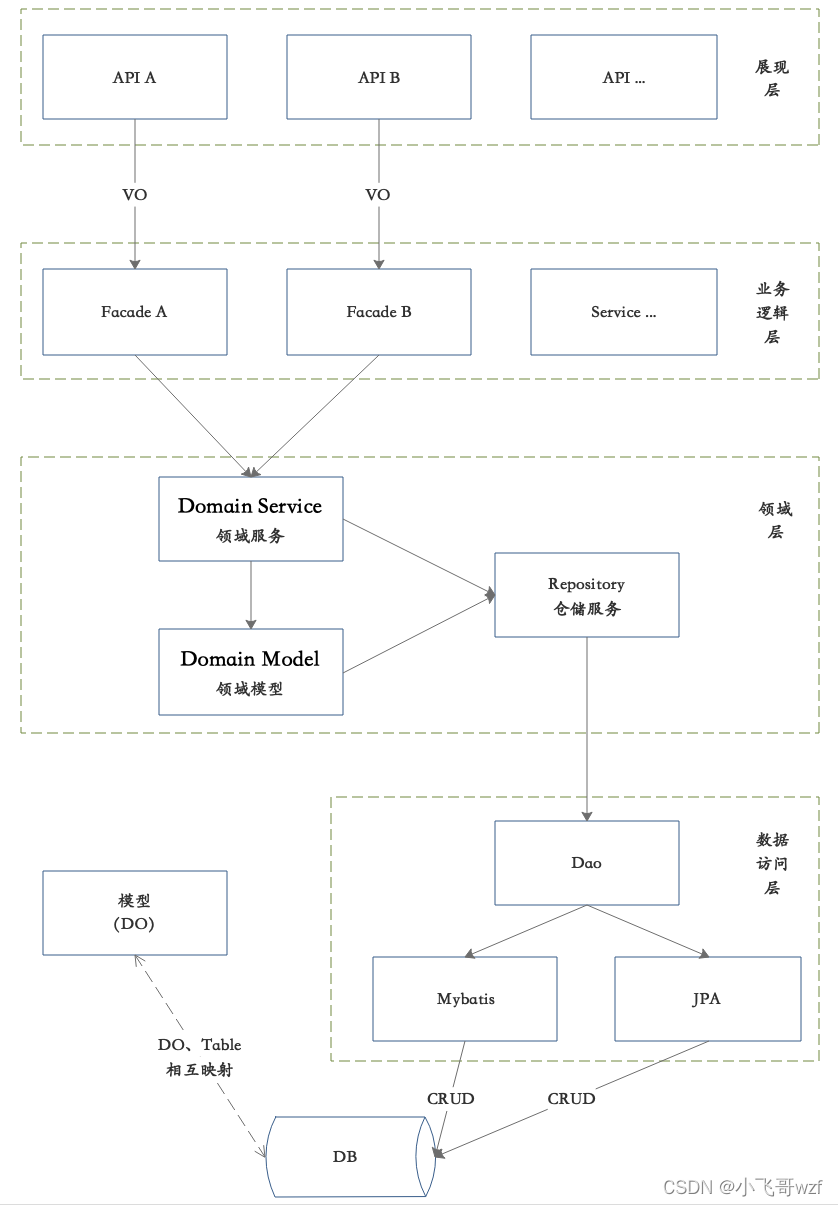 API A
API B
API ...
展现
层
VO
VO
Facade A
Facade B
Service ...
业务
逻辑
层
Domain Service
领域服务
领域
层
Repository
仓储服务
Domain Model
领域模型
Dao
数据
访问
层
模型
(DO)
Mybatis
JPA
DO、Table
相互映射
CRUD
CRUD
DB
CSDN @小飞哥wzf